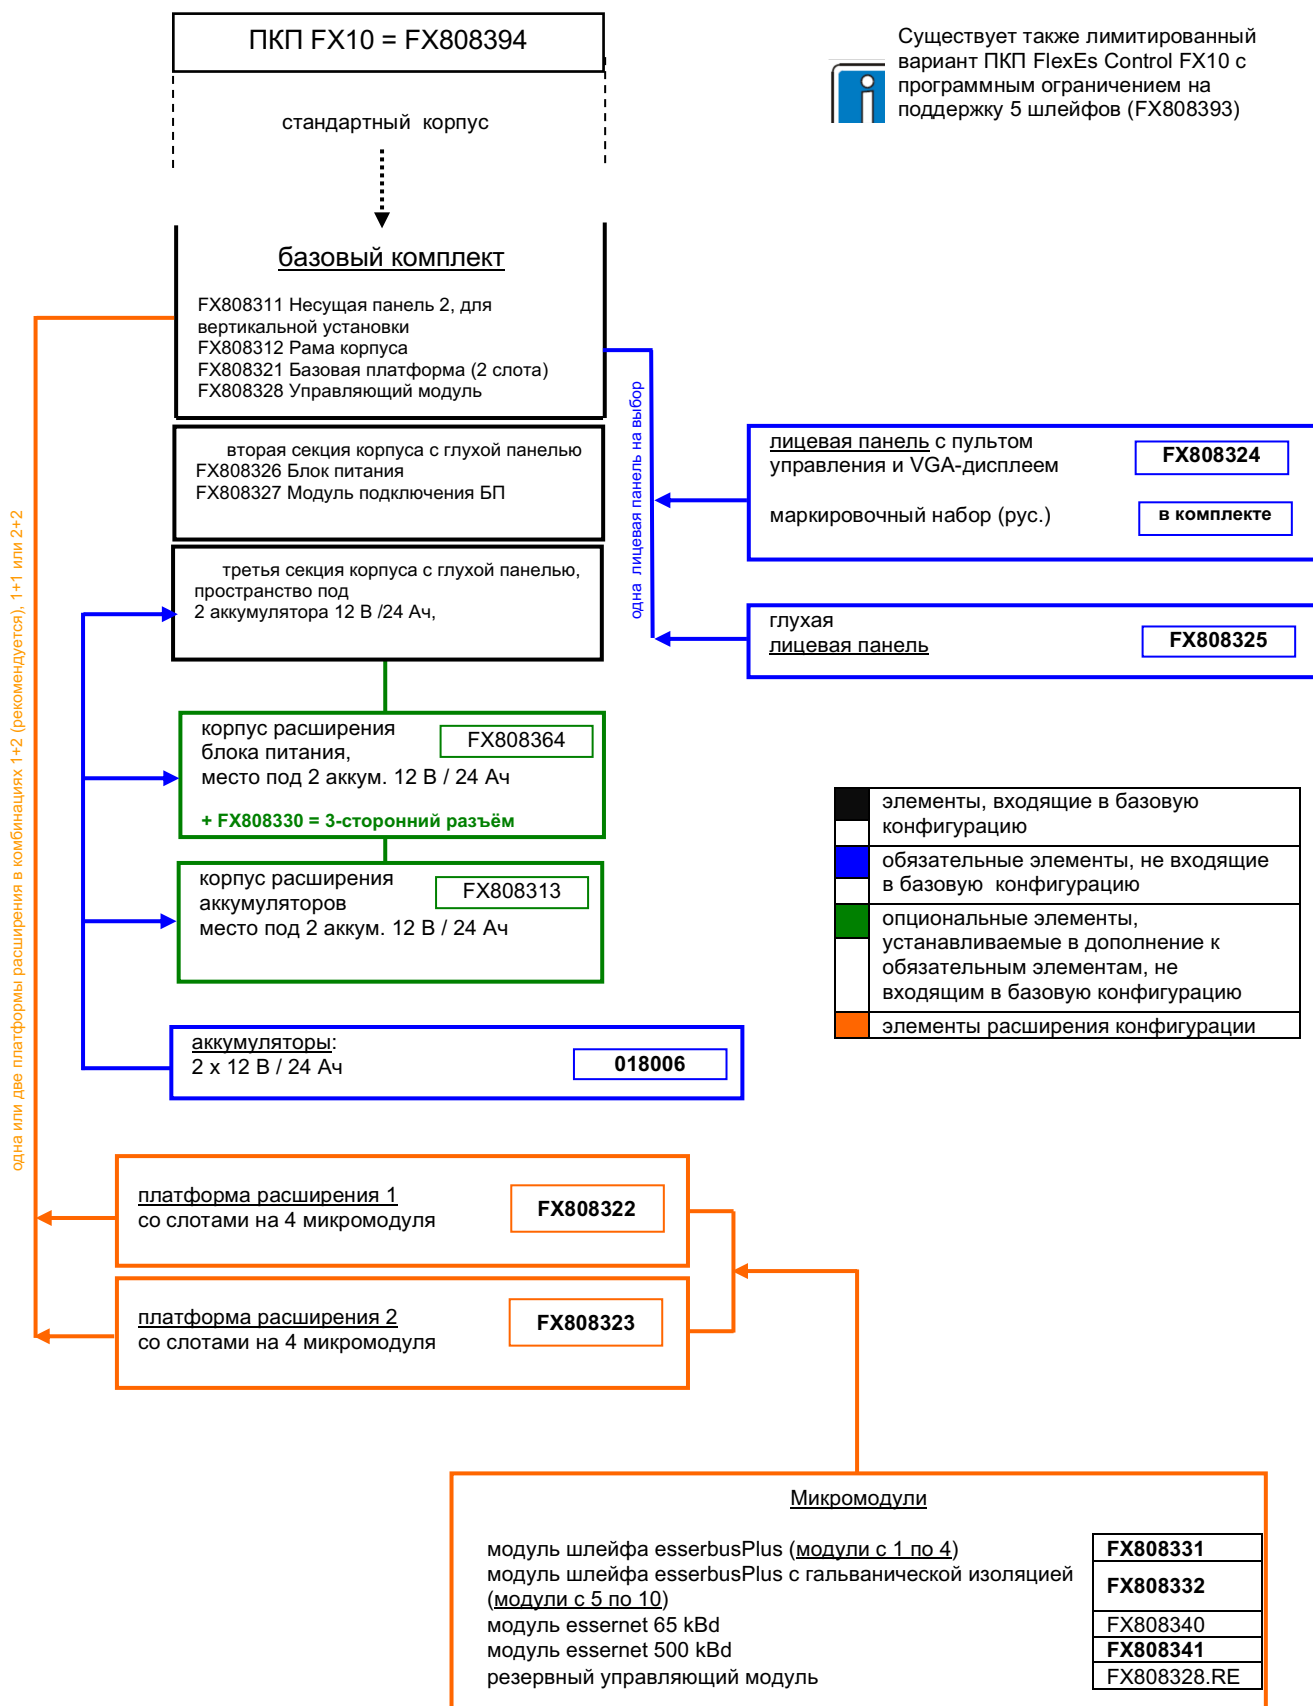 ПКП FX10 = FX808394
Существует также лимитированный
вариант ПКП FlexEs Control FX10 с
программным ограничением на
поддержку 5 шлейфов (FX808393)
стандартный корпус
базовый комплект
FX808311 Несущая панель 2, для
вертикальной установки
FX808312 Рама корпуса
FX808321 Базовая платформа (2 слота)
FX808328 Управляющий модуль
одна лицевая панель на выбор
вторая секция корпуса с глухой панелью
FX808326 Блок питания
FX808327 Модуль подключения БП
лицевая панель с пультом
управления и VGA-дисплеем
FX808324
маркировочный набор (рус.)
в комплекте
третья секция корпуса с глухой панелью,
пространство под
2 аккумулятора 12 В /24 Ач,
глухая
лицевая панель
FX808325
одна или две платформы расширения в комбинациях 1+2 (рекомендуется), 1+1 или 2+2
корпус расширения
блока питания,
место под 2 аккум. 12 В / 24 Ач
FX808364
+ FX808330 = 3-сторонний разъём
корпус расширения
аккумуляторов
место под 2 аккум. 12 В / 24 Ач
FX808313
элементы, входящие в базовую
конфигурацию
обязательные элементы, не входящие
в базовую конфигурацию
опциональные элементы,
устанавливаемые в дополнение к
обязательным элементам, не
входящим в базовую конфигурацию
элементы расширения конфигурации
аккумуляторы:
2 x 12 В / 24 Ач
018006
платформа расширения 1
со слотами на 4 микромодуля
FX808322
платформа расширения 2
со слотами на 4 микромодуля
FX808323
Микромодули
модуль шлейфа esserbusPlus (модули с 1 по 4)
FX808331
модуль шлейфа esserbusPlus с гальванической изоляцией
(модули с 5 по 10)
FX808332
модуль essernet 65 kBd
FX808340
модуль essernet 500 kBd
FX808341
резервный управляющий модуль
FX808328.RE